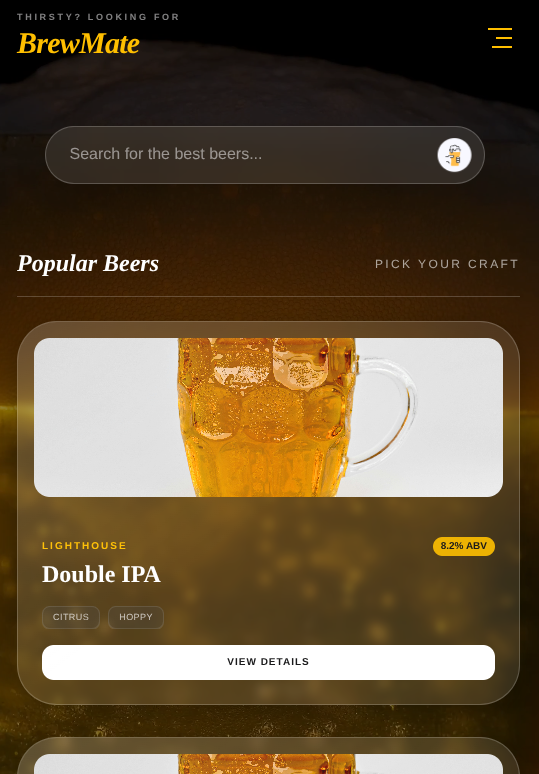 THIRSTY? LOOKING FOR
BrewMate
Search for the best beers...
Popular Beers
PICK YOUR CRAFT
LIGHTHOUSE
8.2% ABV
Double IPA
CITRUS
HOPPY
VIEW DETAILS